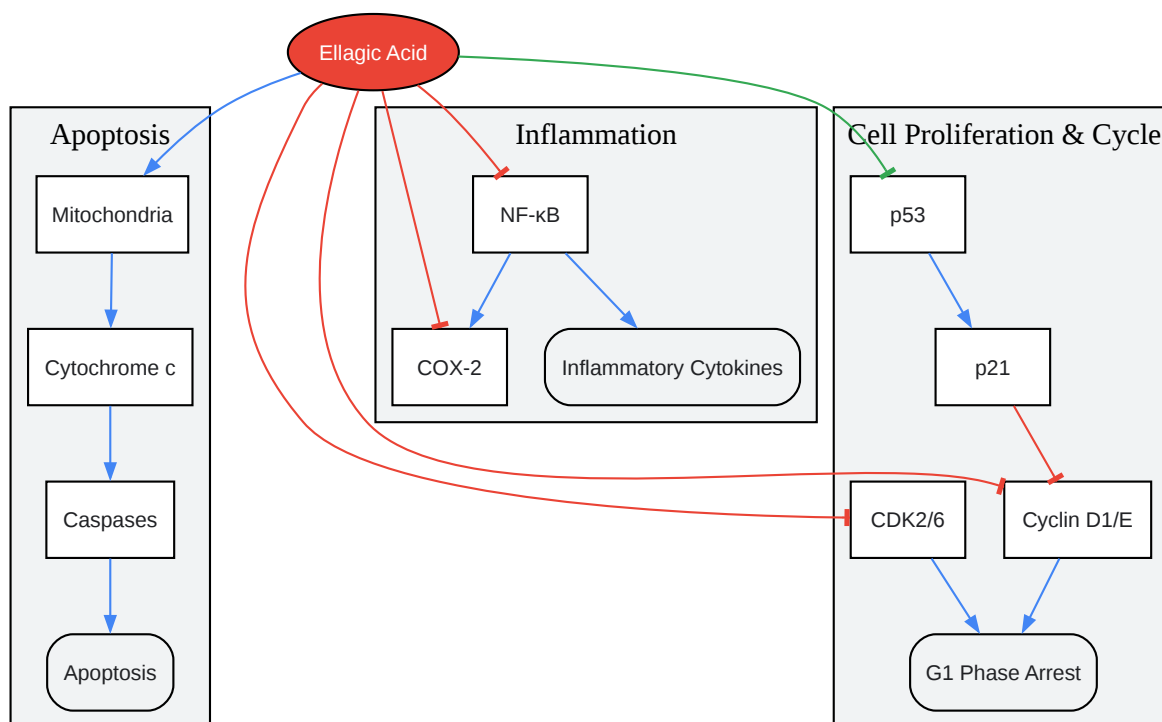 Ellagic Acid
Apoptosis
Mitochondria
Cytochrome c
Caspases
Apoptosis
Inflammation
NF-κB
COX-2
Inflammatory Cytokines
Cell Proliferation & Cycle
p53
p21
CDK2/6
Cyclin D1/E
G1 Phase Arrest